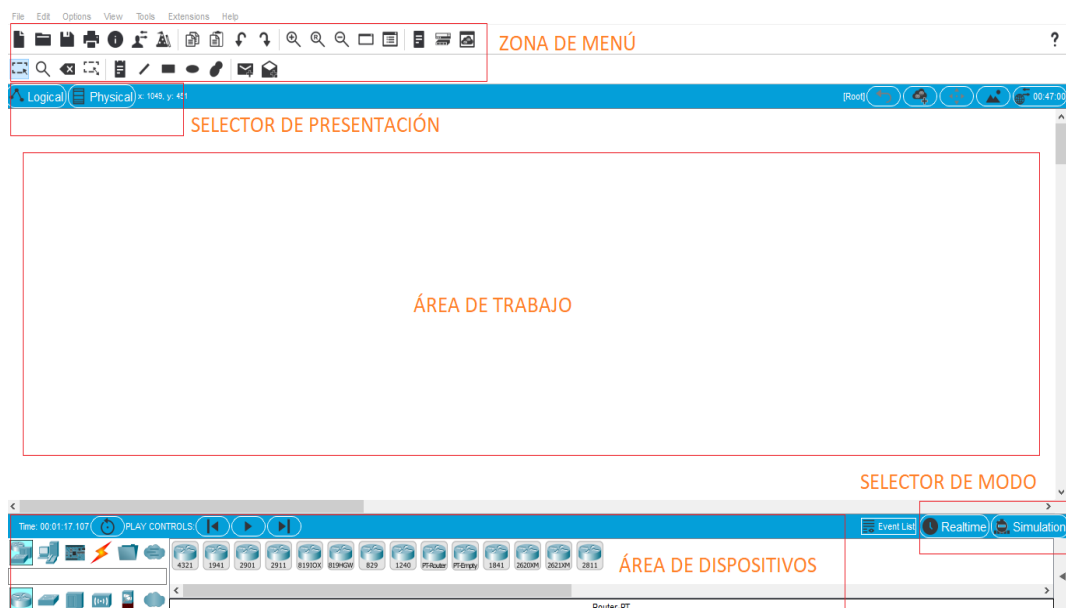 File Edit Options View Tools Extensions Help
ZONA DE MENÚ
?
Logical Physical x: 1049, y: 451
[Root] 00:47:00
SELECTOR DE PRESENTACIÓN
ÁREA DE TRABAJO
SELECTOR DE MODO
Time: 00:01:17.107 PLAY CONTROLS: Event List Realtime Simulation
4321 1941 2901 2911 819IOX 819HGW 829 1240 PT-Router PT-Empty 1841 2620XM 2621XM 2811
ÁREA DE DISPOSITIVOS
Router-PT